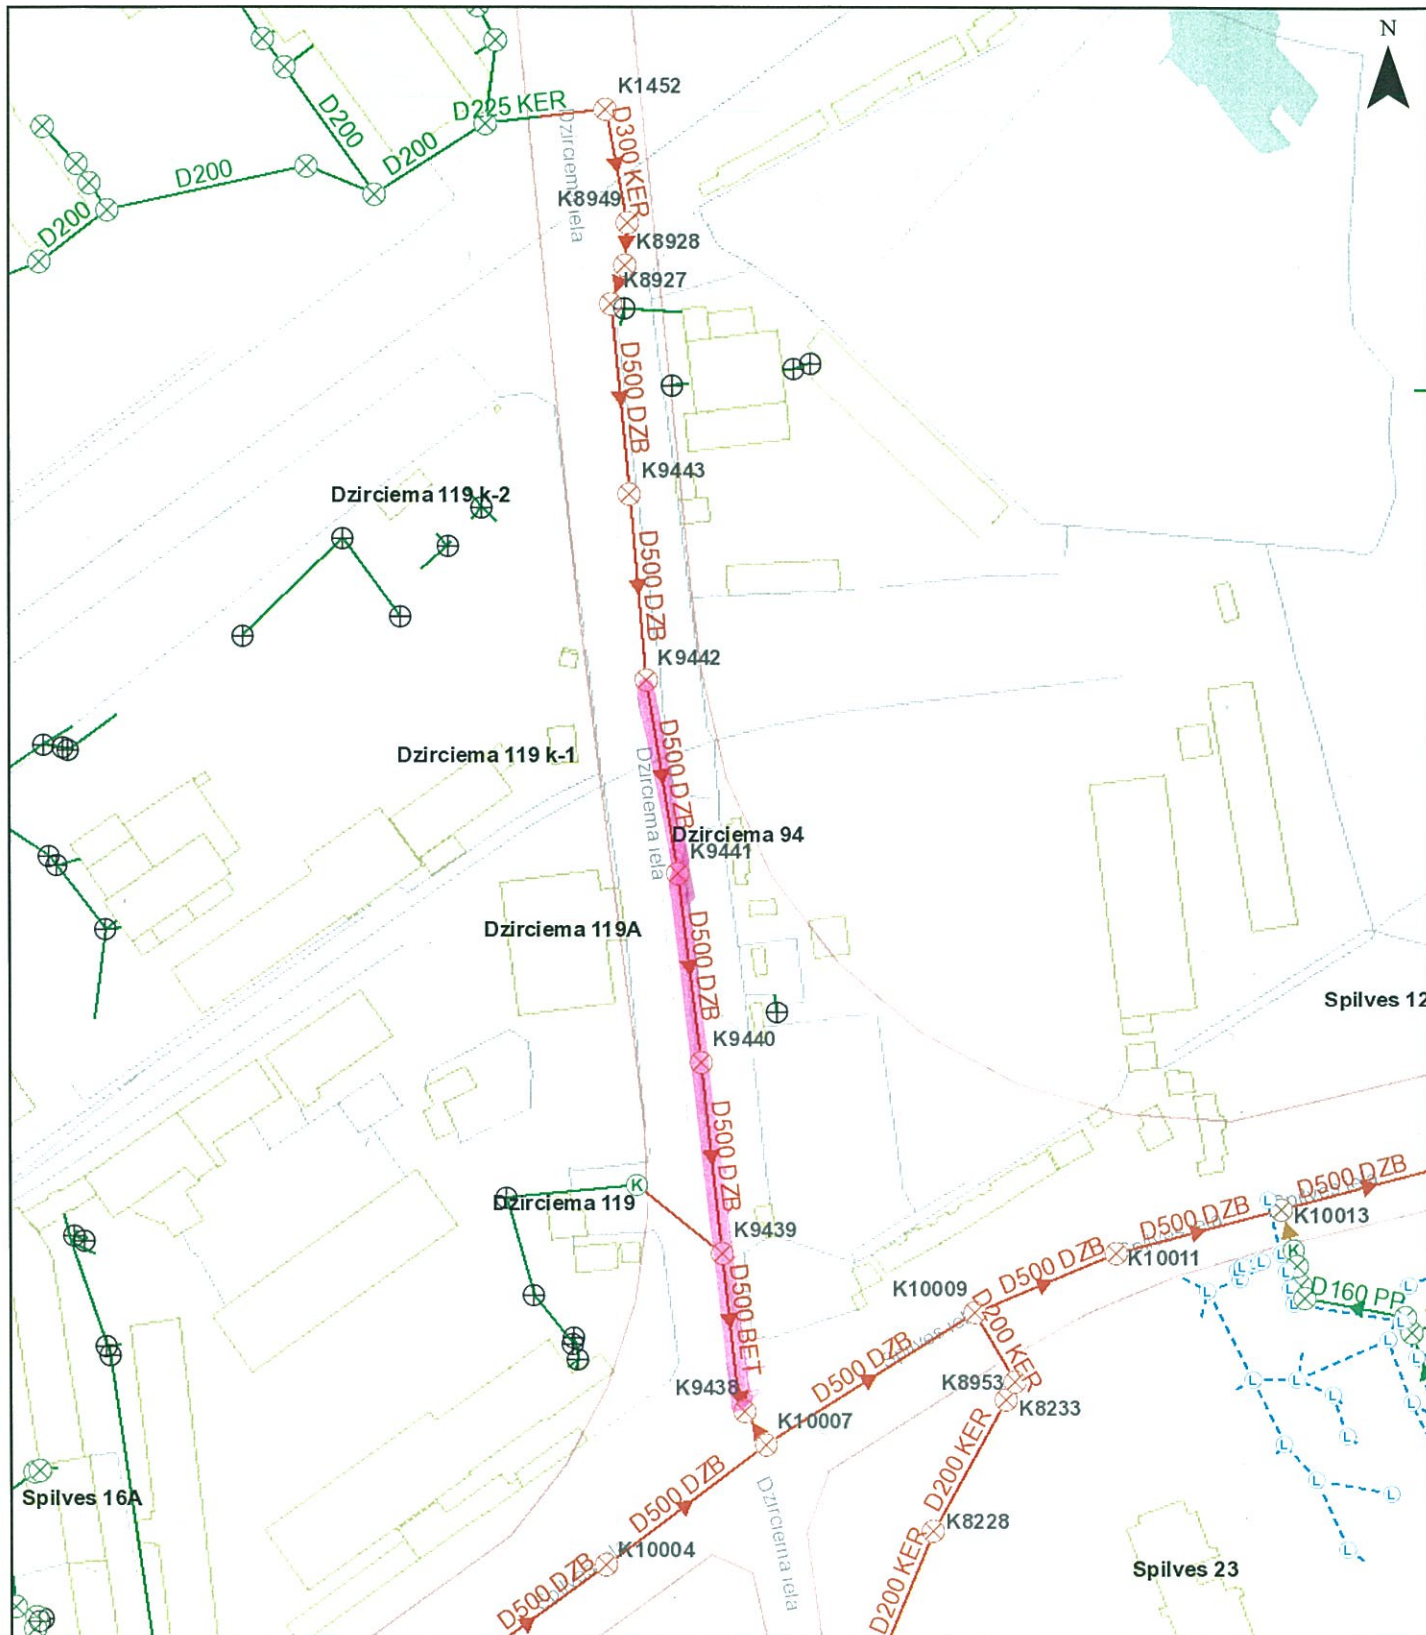 N
K1452
D225 KER
D200
D200
D200
D200
D300 KER
Dzirciema iela
K8949
K8928
K8927
D500 DZB
K9443
Dzirciema 119 k-2
D500 DZB
K9442
Dzirciema 119 k-1
D500 DZB
Dzirciema iela
Dzirciema 94
K9441
Dzirciema 119A
D500 DZB
Spilves 12
K9440
D500 DZB
K
Dzirciema 119
K9439
D500 DZB
L
K10013
D500 DZB
K10011
K
D500 DZB
K10009
D160 PP
D500 BET
D200 KER
D500 DZB
K8953
K8233
K9438
K10007
D200 KER
D500 DZB
Dzirciema iela
Spilves 16A
K8228
K10004
D500 DZB
D200 KER
Spilves 23